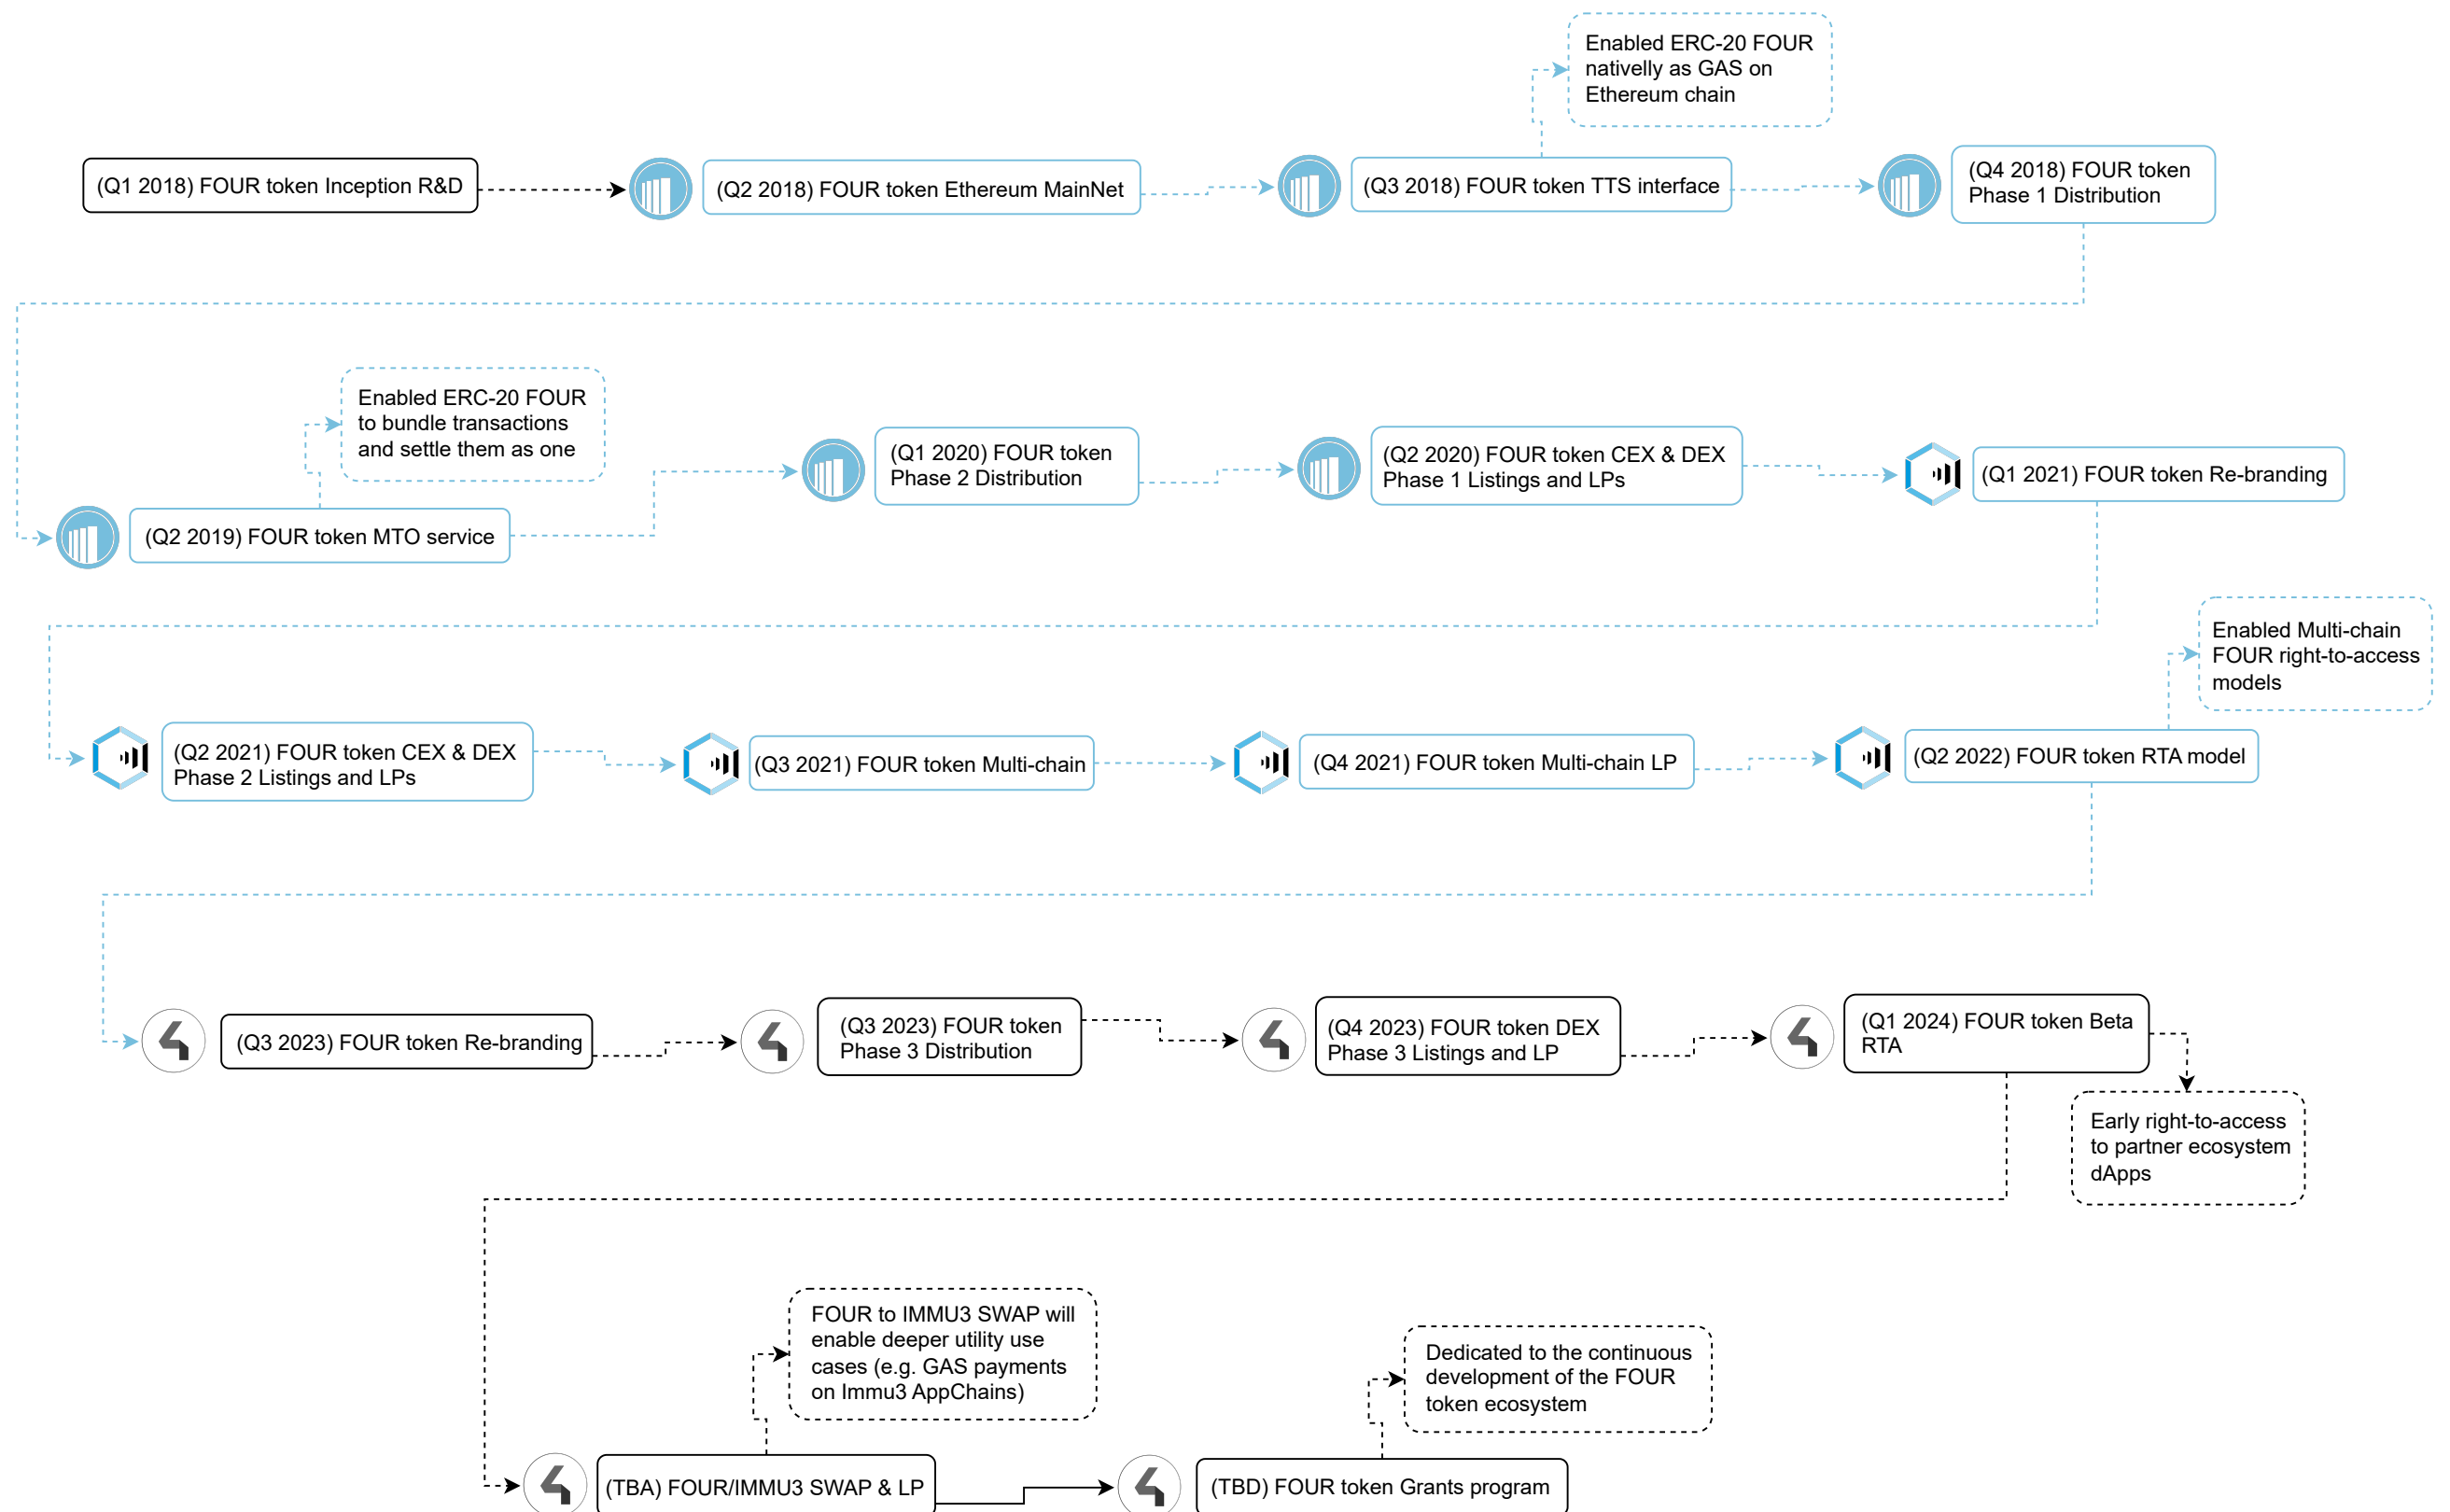 Enabled ERC-20 FOUR
nativelly as GAS on
Ethereum chain
(Q1 2018) FOUR token Inception R&D
(Q2 2018) FOUR token Ethereum MainNet
(Q3 2018) FOUR token TTS interface
(Q4 2018) FOUR token
Phase 1 Distribution
Enabled ERC-20 FOUR
to bundle transactions
and settle them as one
(Q2 2019) FOUR token MTO service
(Q1 2020) FOUR token
Phase 2 Distribution
(Q2 2020) FOUR token CEX & DEX
Phase 1 Listings and LPs
(Q1 2021) FOUR token Re-branding
Enabled Multi-chain
FOUR right-to-access
models
(Q2 2021) FOUR token CEX & DEX
Phase 2 Listings and LPs
(Q3 2021) FOUR token Multi-chain
(Q4 2021) FOUR token Multi-chain LP
(Q2 2022) FOUR token RTA model
(Q3 2023) FOUR token Re-branding
(Q3 2023) FOUR token
Phase 3 Distribution
(Q4 2023) FOUR token DEX
Phase 3 Listings and LP
(Q1 2024) FOUR token Beta
RTA
Early right-to-access
to partner ecosystem
dApps
FOUR to IMMU3 SWAP will
enable deeper utility use
cases (e.g. GAS payments
on Immu3 AppChains)
Dedicated to the continuous
development of the FOUR
token ecosystem
(TBA) FOUR/IMMU3 SWAP & LP
(TBD) FOUR token Grants program